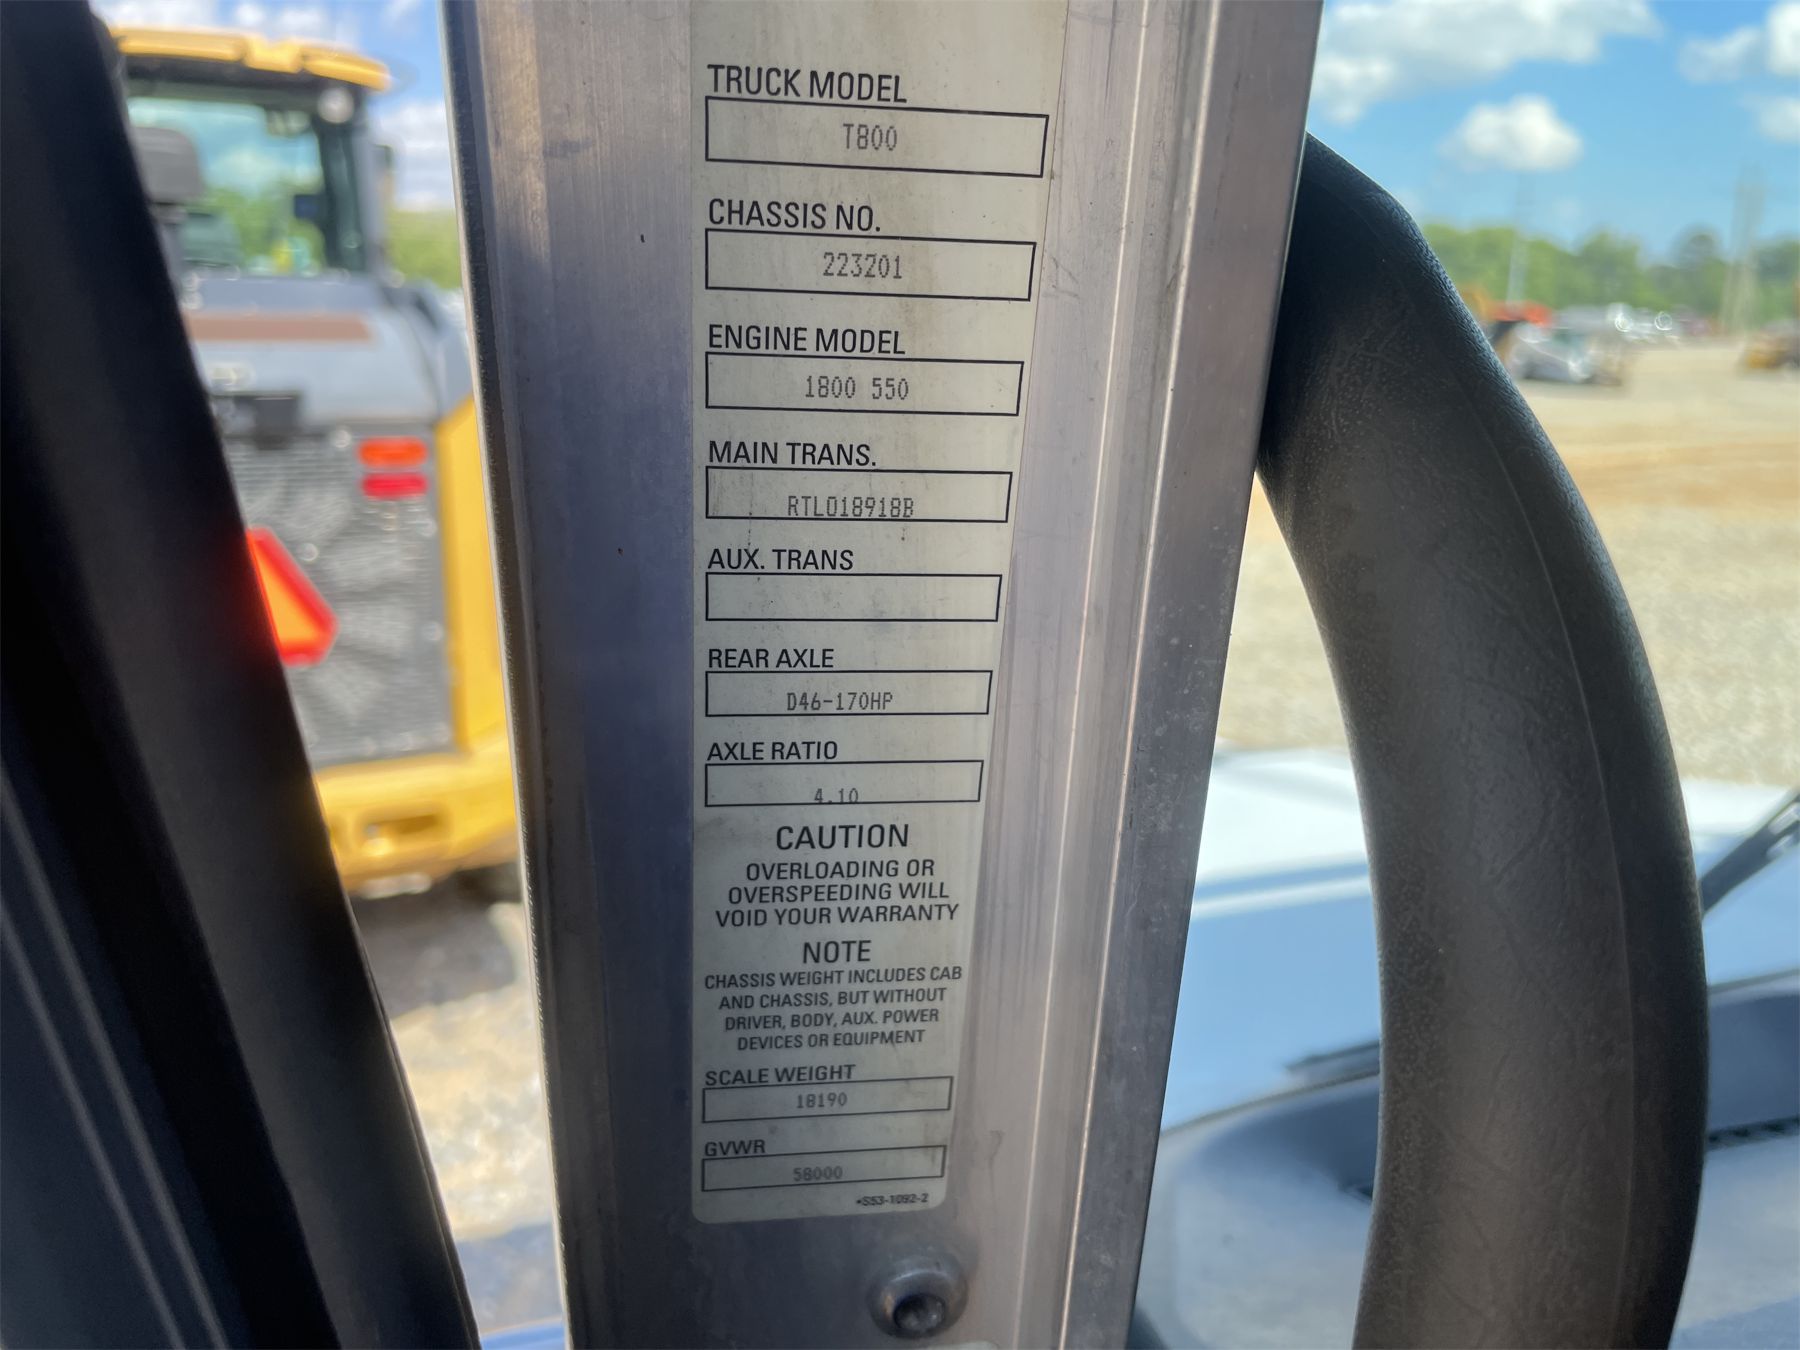 TRUCK MODEL
T800
CHASSIS NO.
223201
ENGINE MODEL
1800 550
MAIN TRANS.
RTLO18918B
AUX. TRANS
REAR AXLE
D46-170HP
AXLE RATIO
4.10
CAUTION
OVERLOADING OR
OVERSPEEDING WILL
VOID YOUR WARRANTY
NOTE
CHASSIS WEIGHT INCLUDES CAB
AND CHASSIS, BUT WITHOUT
DRIVER, BODY, AUX. POWER
DEVICES OR EQUIPMENT
SCALE WEIGHT
18190
GVWR
58000
*S53-1092-2